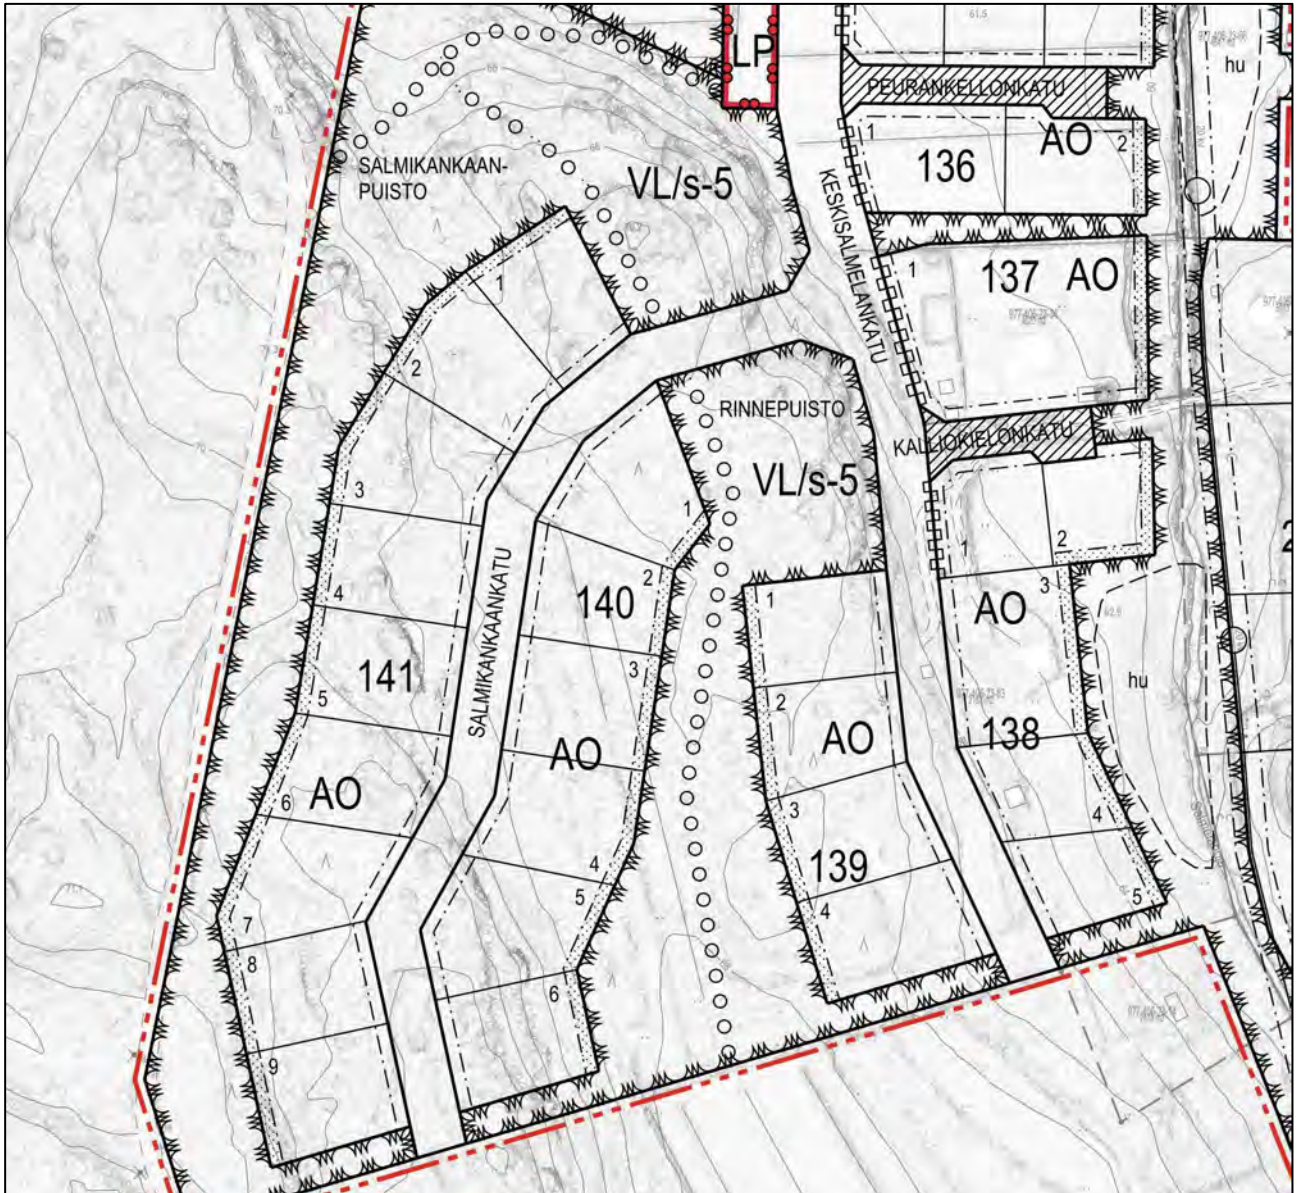 LP
hu
PEURANKELLONKATU
1
136
AO
2
SALMIKANKAAN-
PUISTO
VL/s-5
KESKISALMELANKATU
1
137
AO
1
2
RINNEPUISTO
KALLIOKIELONKATU
VL/s-5
3
1
1
2
4
2
140
1
AO
3
SALMIKANKAANKATU
141
5
3
2
hu
AO
AO
138
6
AO
3
4
4
139
5
7
4
5
8
6
9